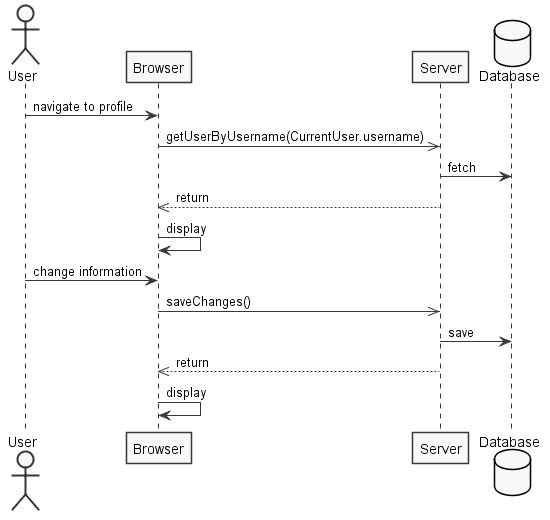 User
Browser
Server
Database
navigate to profile
getUserByUsername(CurrentUser.username)
fetch
return
display
change information
saveChanges()
save
return
display
User
Browser
Server
Database